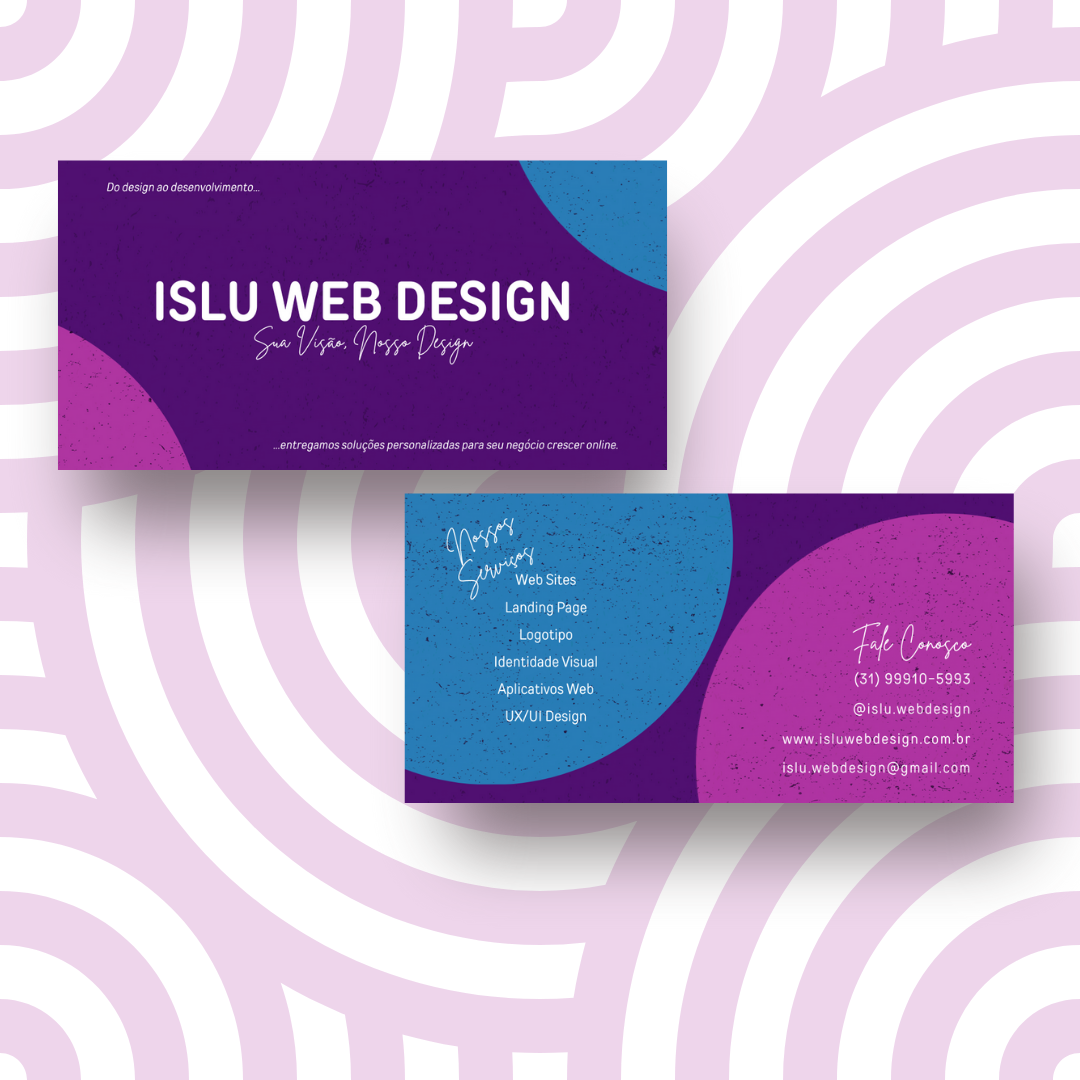 Do design ao desenvolvimento...
ISLU WEB DESIGN
Sua Visão, Nosso Design
...entregamos soluções personalizadas para seu negócio crescer online.
Nossos
Serviços
Web Sites
Landing Page
Logotipo
Identidade Visual
Aplicativos Web
UX/UI Design
Fale Conosco
(31) 99910-5993
@islu.webdesign
www.isluwebdesign.com.br
islu.webdesign@gmail.com